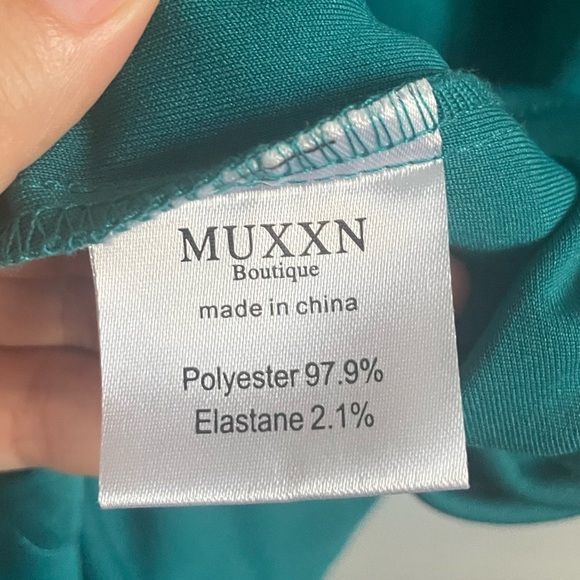 MUXXN
Boutique
made in china
Polyester 97.9%
Elastane 2.1%